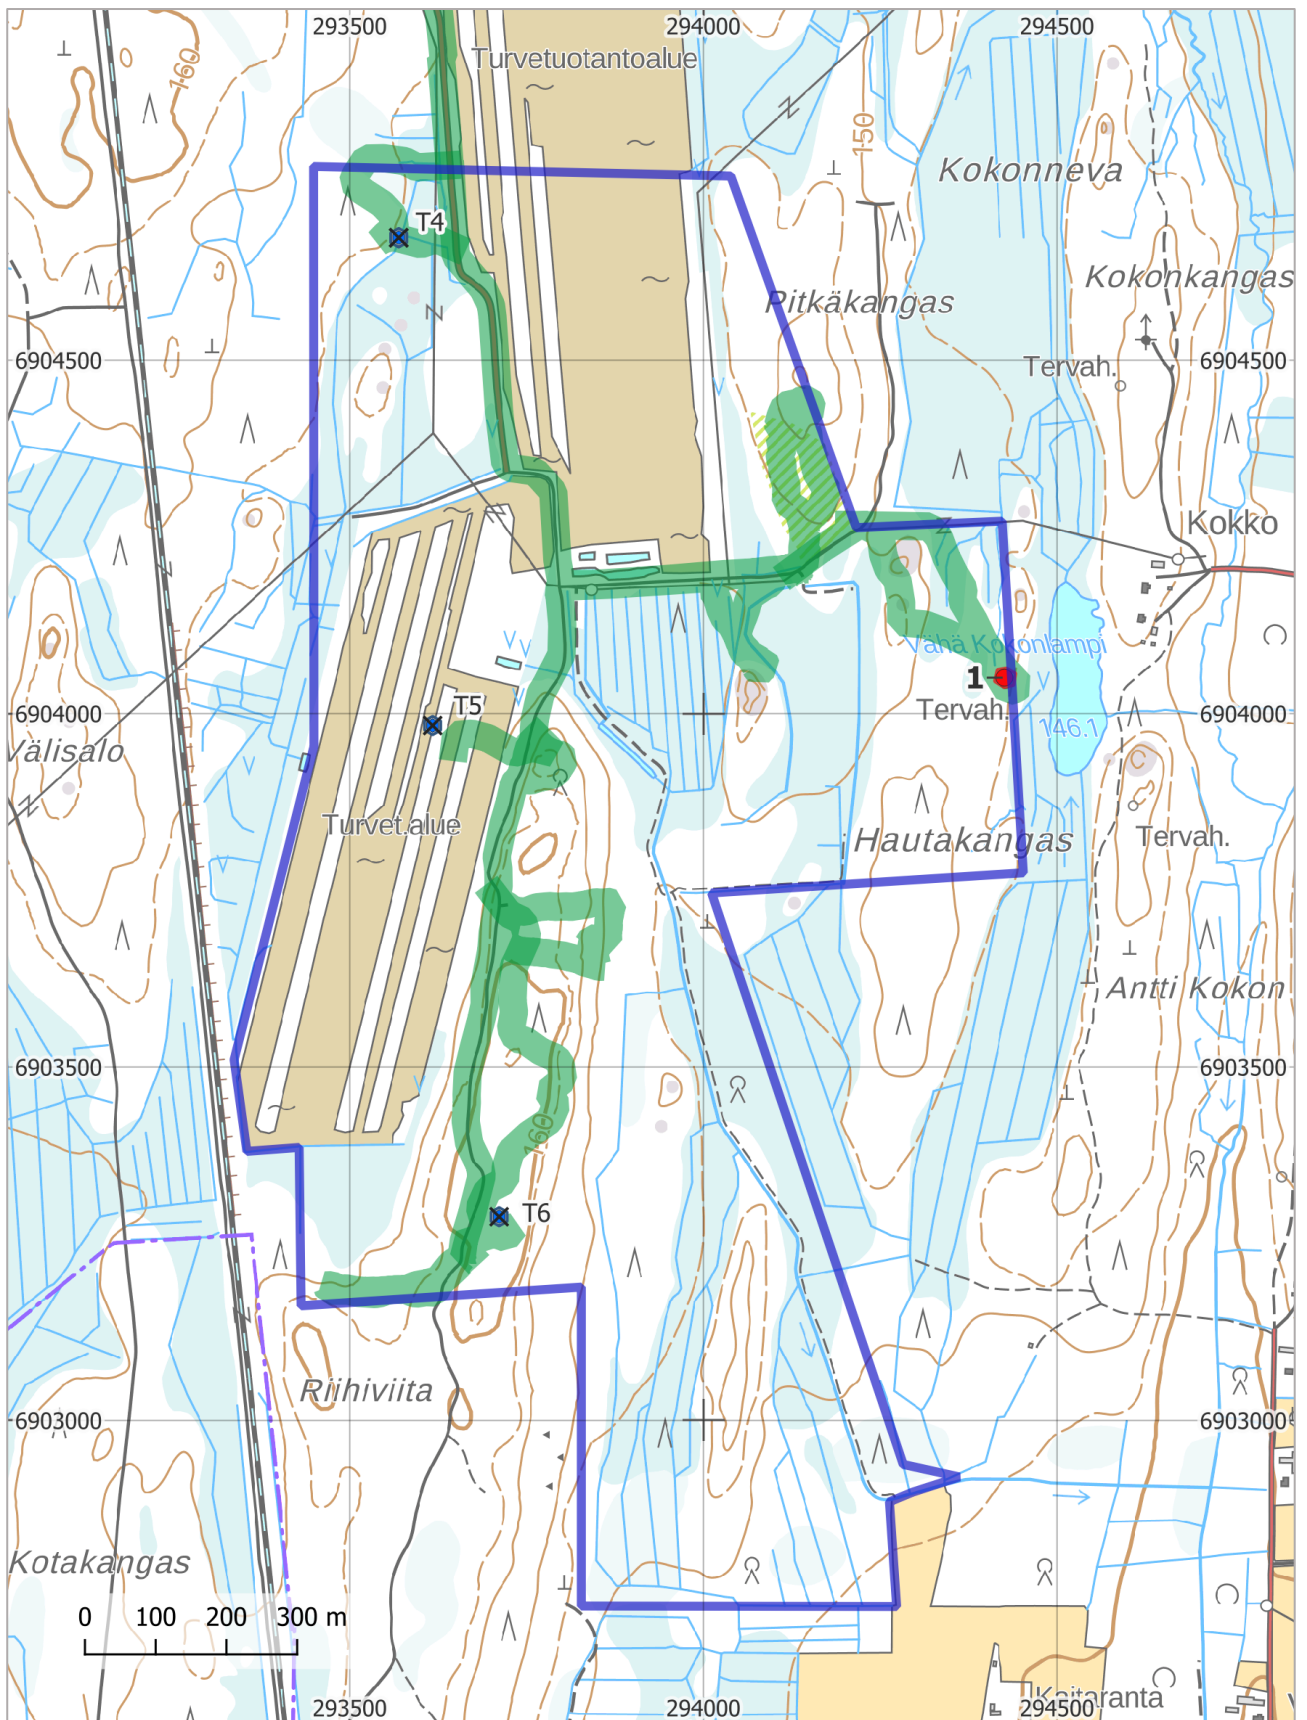 293500
294000
294500
Turvetuotantoalue
160
150
Kokonneva
T4
Kokonkangas
Pitkäkangas
6904500
6904500
Tervah.
Kokko
Vähä Kokonlampi
1
T5
Tervah.
6904000
6904000
146.1
Välisalo
Turvet.alue
Hautakangas
Tervah.
Antti Kokon
6903500
6903500
160
T6
Riihiviita
6903000
6903000
Kotakangas
0 100 200 300 m
Keitaranta
293500
294000
294500